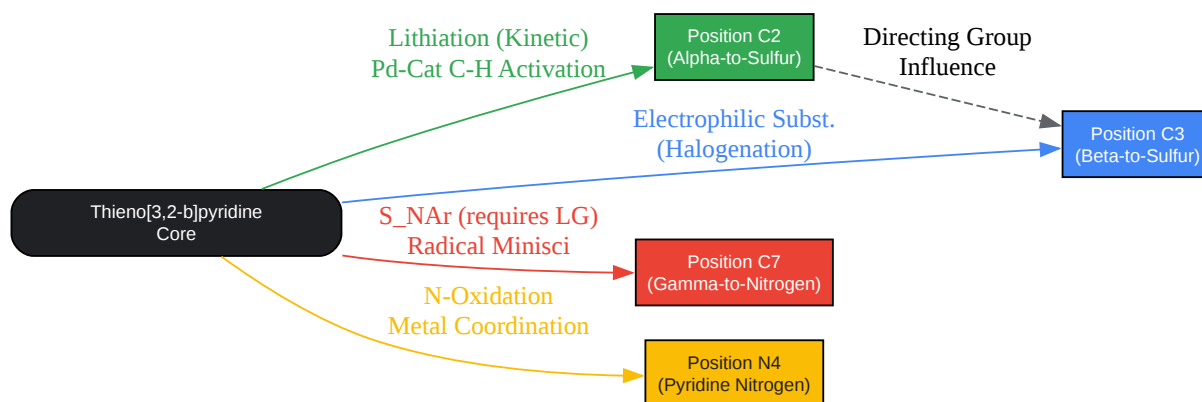 Lithiation (Kinetic)
Pd-Cat C-H Activation
Position C2
(Alpha-to-Sulfur)
Directing Group
Influence
Electrophilic Subst.
(Halogenation)
Position C3
(Beta-to-Sulfur)
Thieno[3,2-b]pyridine
Core
S_NAr (requires LG)
Radical Minisci
Position C7
(Gamma-to-Nitrogen)
N-Oxidation
Metal Coordination
Position N4
(Pyridine Nitrogen)